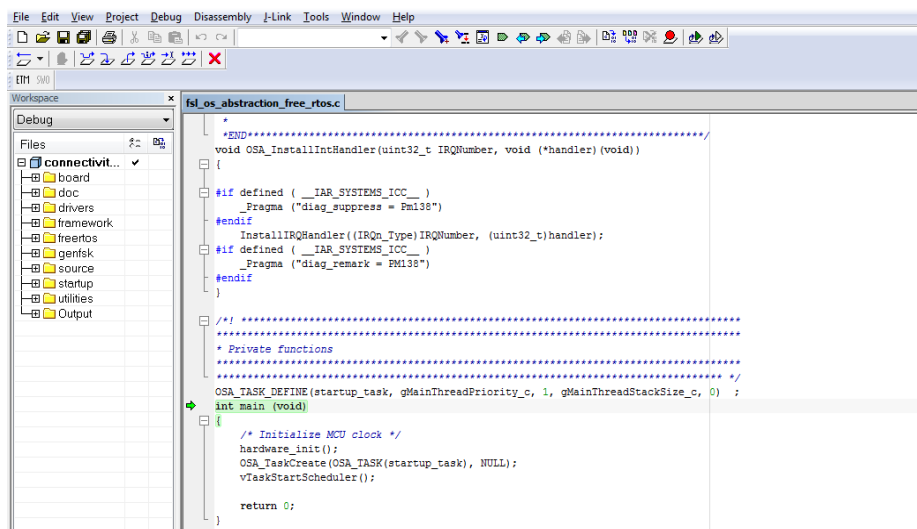 File Edit View Project Debug Disassembly J-Link Tools Window Help
ETM SWO
Workspace ×
fsl_os_abstraction_free_rtos.c
Debug
Files
connectivit...
board
doc
drivers
framework
freertos
genfsk
source
startup
utilities
Output
*
*END**************************************************************************/
void OSA_InstallIntHandler(uint32_t IRQNumber, void (*handler)(void))
{
#if defined ( __IAR_SYSTEMS_ICC__ )
_Pragma ("diag_suppress = Pm138")
#endif
InstallIRQHandler((IRQn_Type)IRQNumber, (uint32_t)handler);
#if defined ( __IAR_SYSTEMS_ICC__ )
_Pragma ("diag_remark = PM138")
#endif
}
/*! *********************************************************************************
*************************************************************************************
* Private functions
*************************************************************************************
********************************************************************************** */
OSA_TASK_DEFINE(startup_task, gMainThreadPriority_c, 1, gMainThreadStackSize_c, 0) ;
int main (void)
{
/* Initialize MCU clock */
hardware_init();
OSA_TaskCreate(OSA_TASK(startup_task), NULL);
vTaskStartScheduler();
return 0;
}